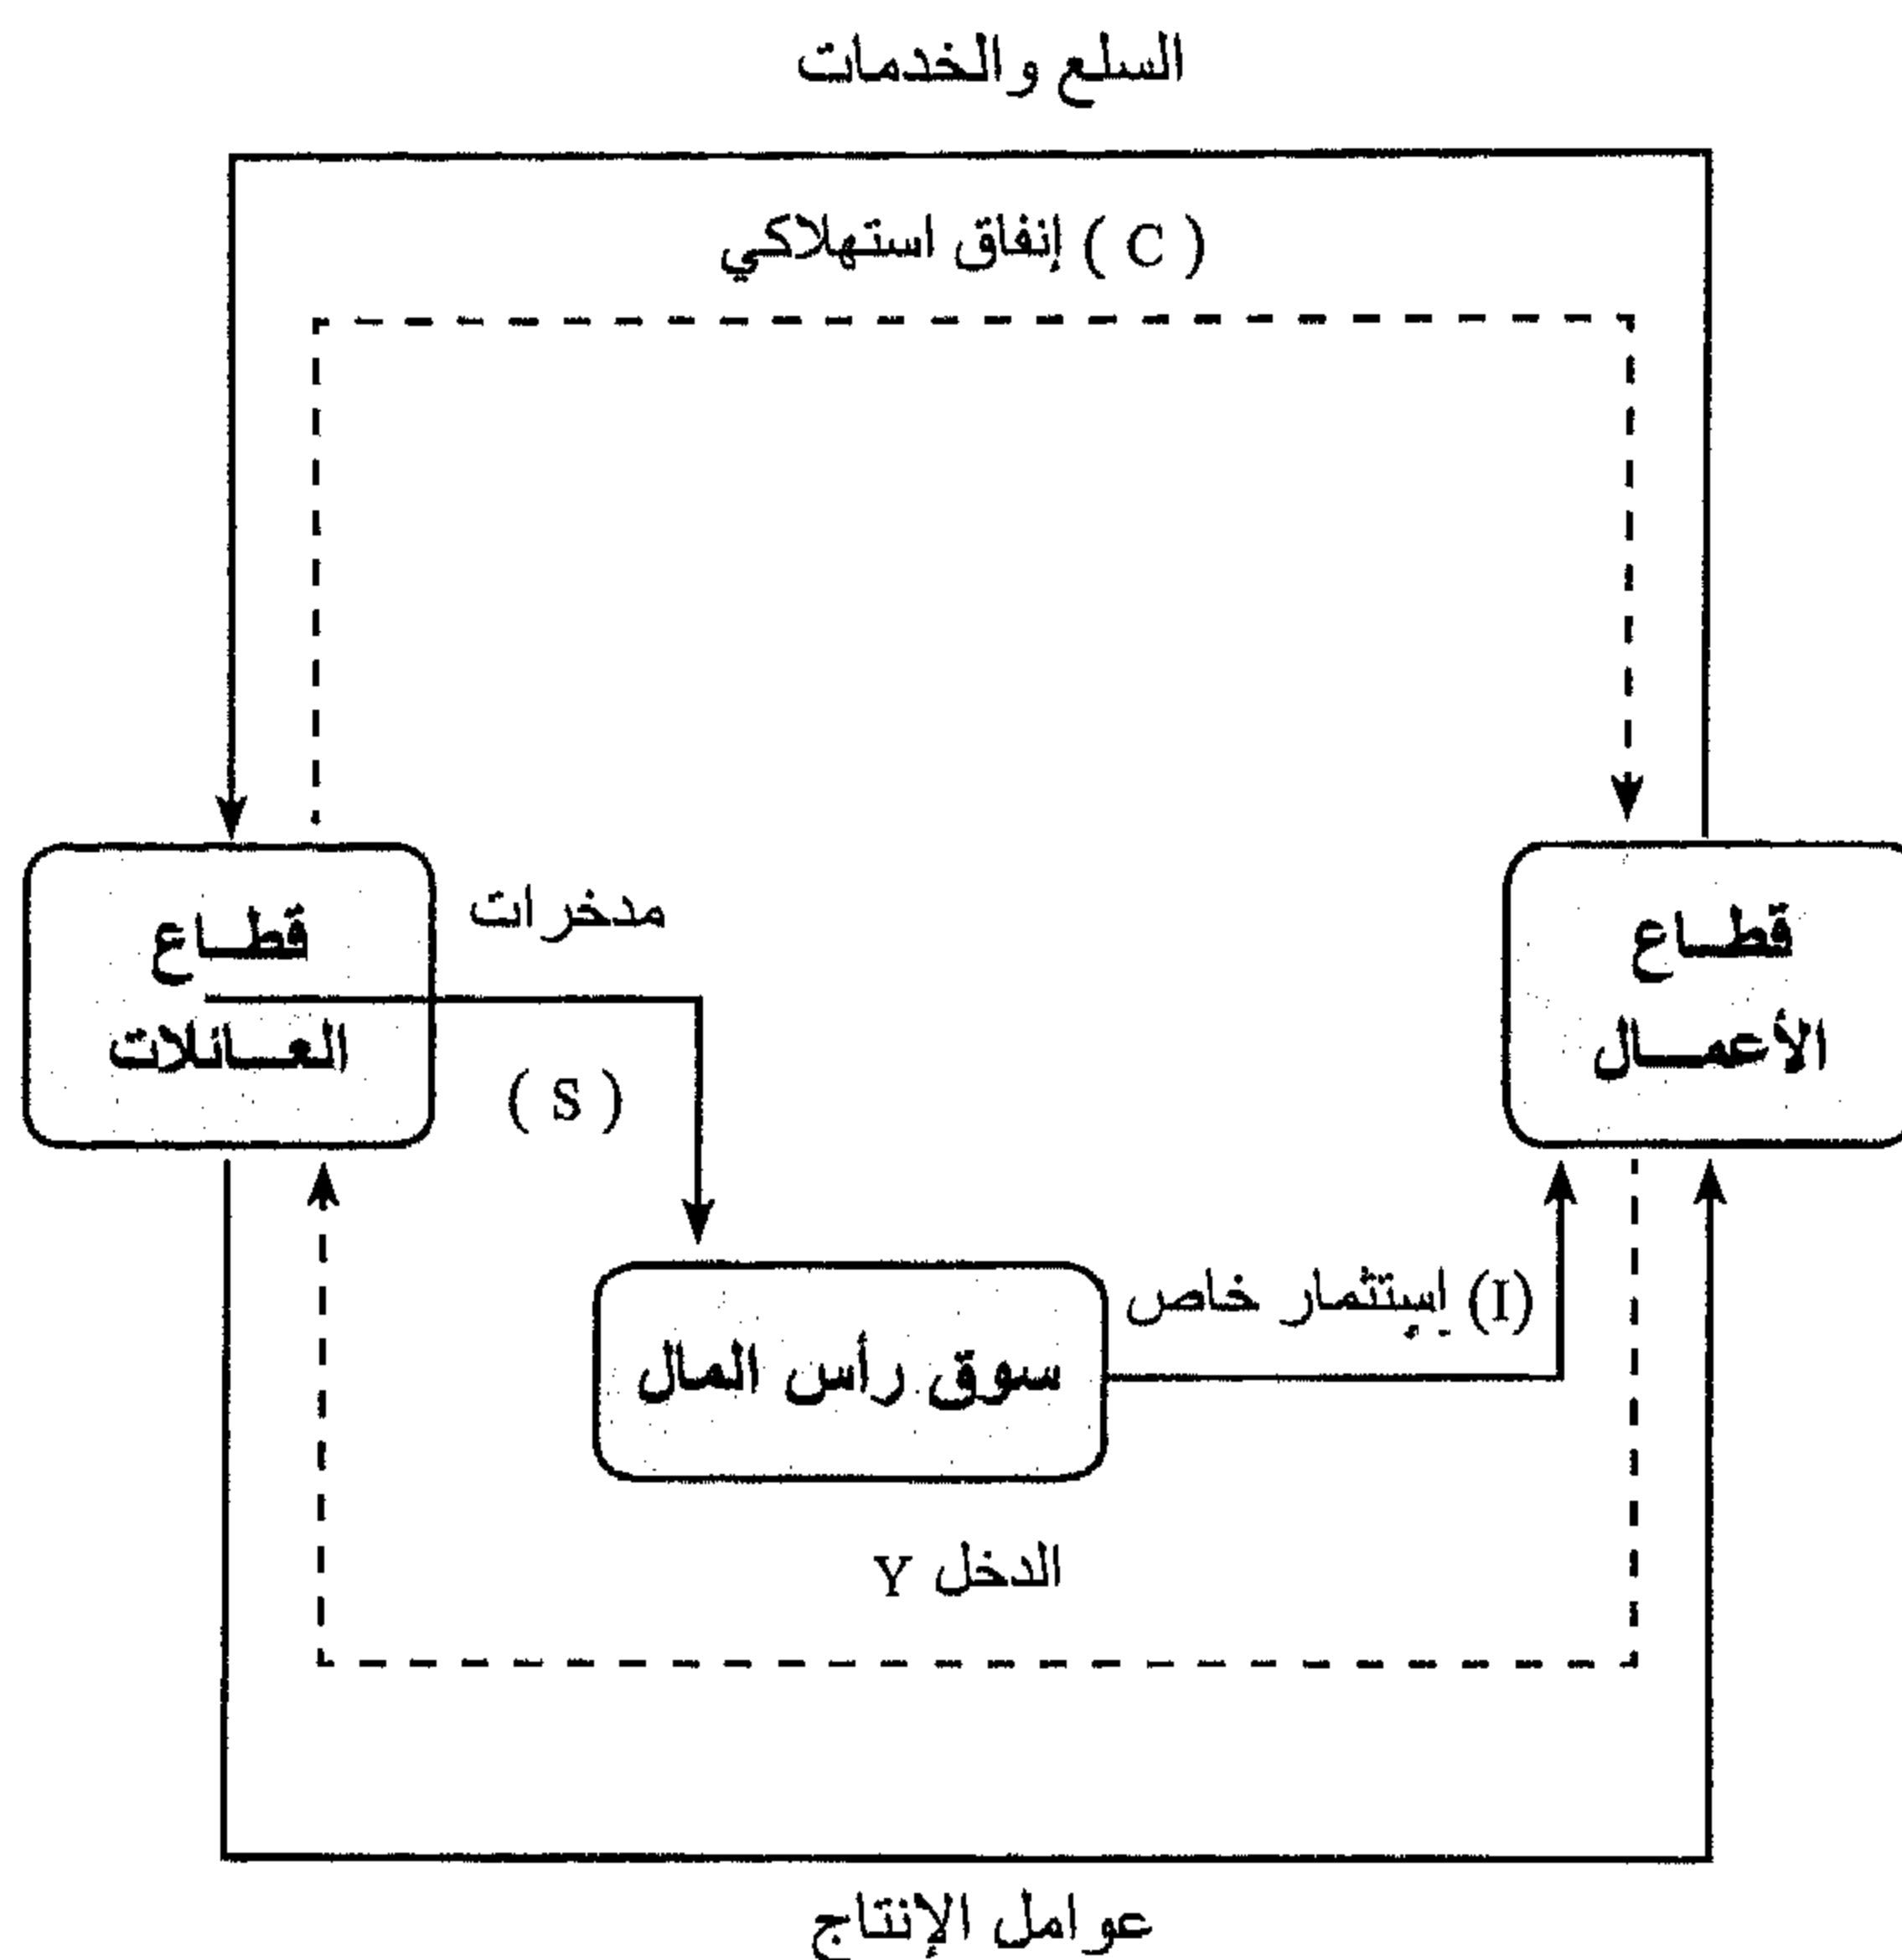 السلع والخدمات
( C ) إنفاق استهلاكي
قطاع
الأعمال
قطاع
العائلات
مدخرات
( S )
(I) إستثمار خاص
سوق رأس المال
الدخل Y
عوامل الإنتاج